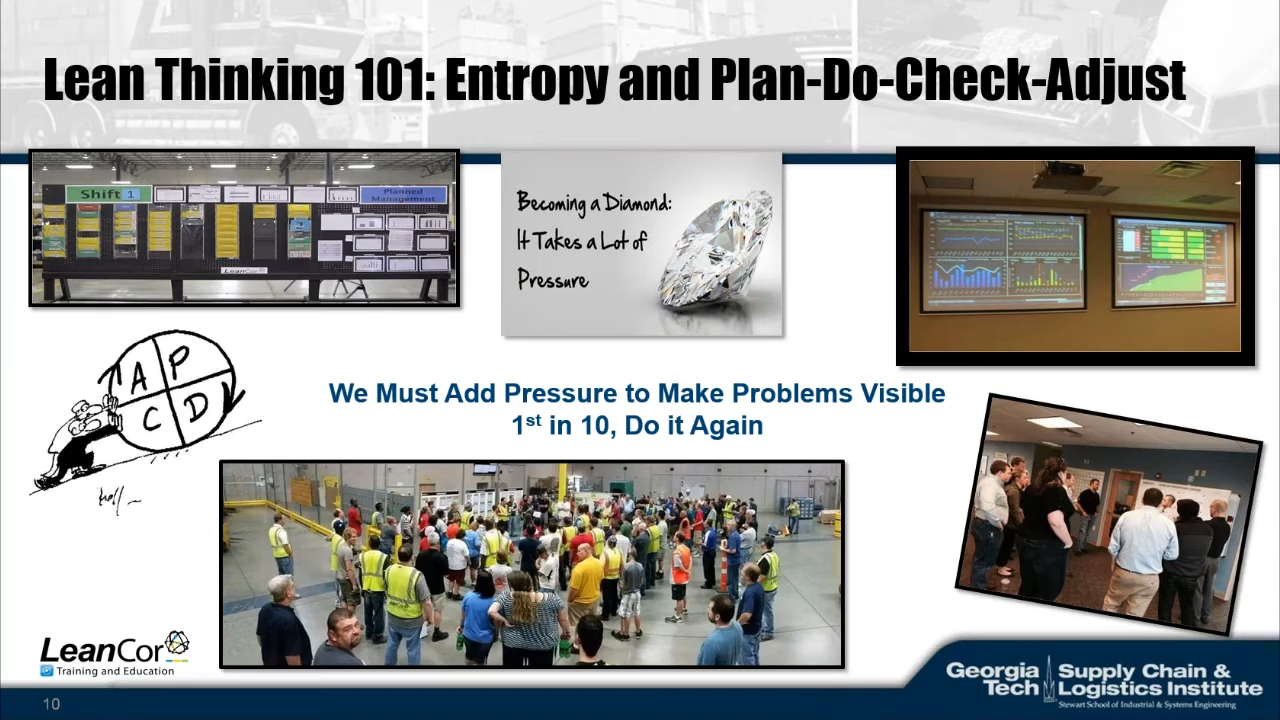 Lean Thinking 101: Entropy and Plan-Do-Check-Adjust
Shift 1
Planned
Management
LeanCor
Becoming a Diamond:
It Takes a Lot of
Pressure
A P
C D
We Must Add Pressure to Make Problems Visible
1st in 10, Do it Again
LeanCor
Training and Education
Georgia
Tech
Supply Chain &
Logistics Institute
Stewart School of Industrial & Systems Engineering
10